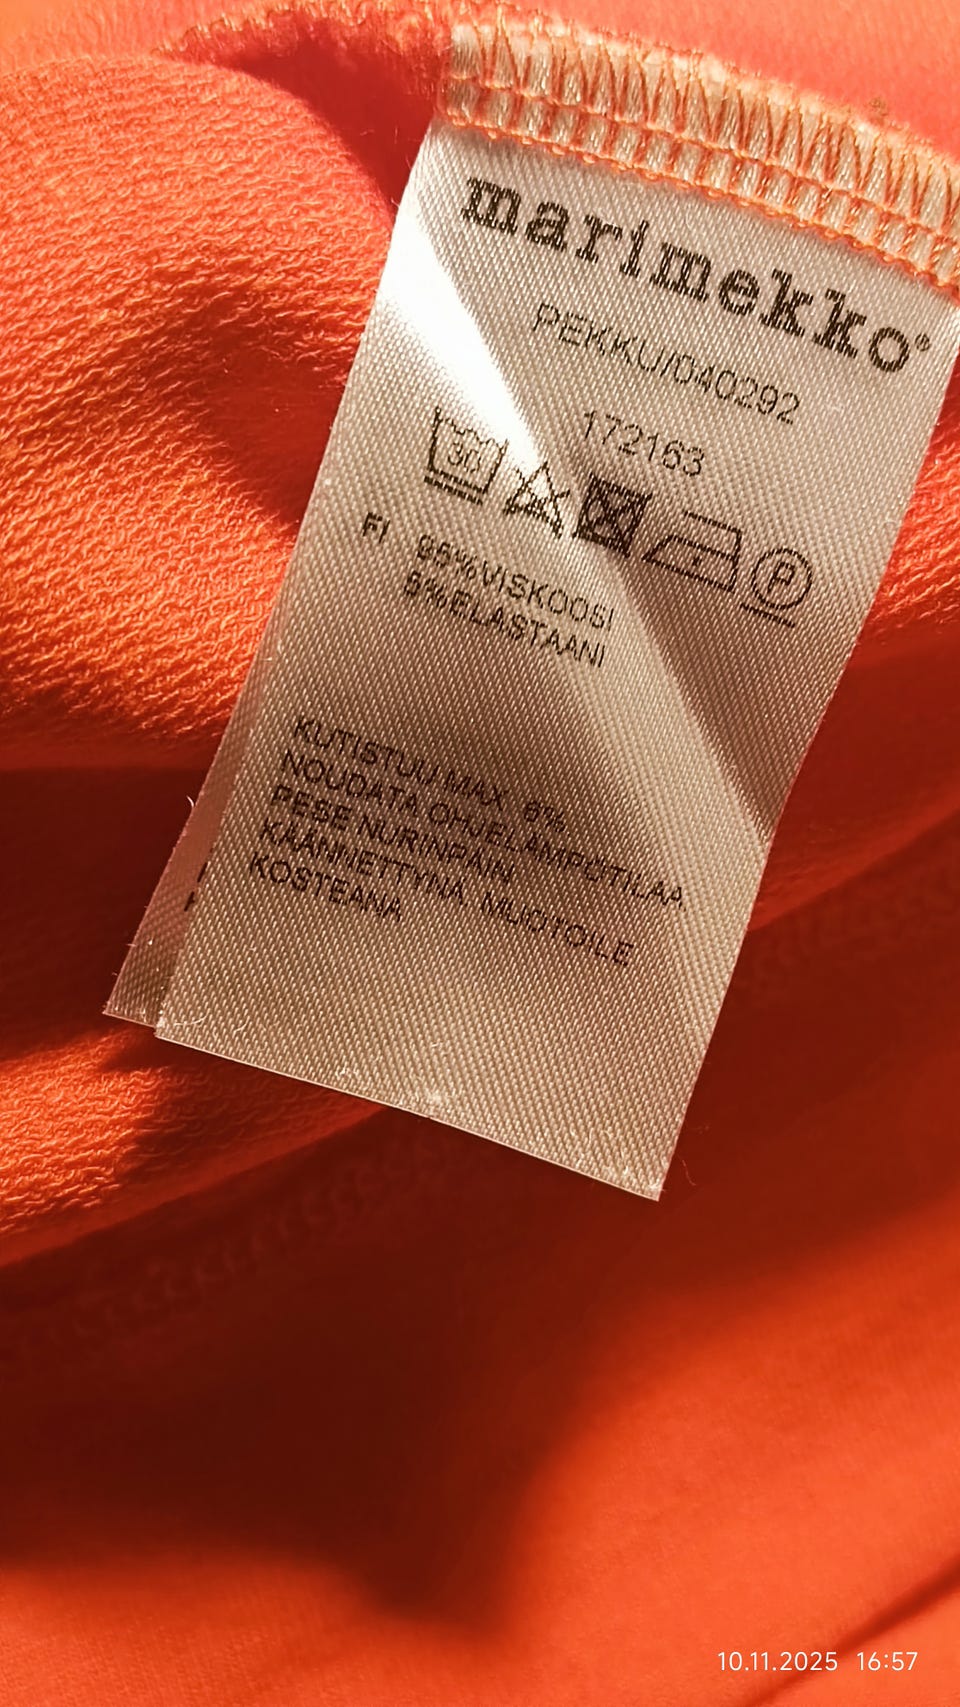 marimekko®
PEKKU/040292
172163
30
P
FI 95%VISKOOSI
5%ELASTAANI
KUTISTUU MAX 6%
NOUDATA OHJELÄMPÖTILAA
PESE NURINPÄIN
KÄÄNNETTYNÄ, MUOTOILE
KOSTEANA
10.11.2025 16:57